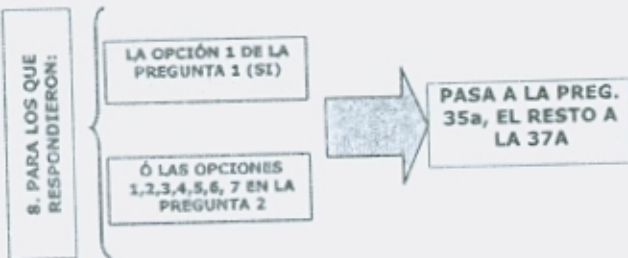 8. PARA LOS QUE
RESPONDIERON:
LA OPCIÓN 1 DE LA
PREGUNTA 1 (SI)
Ó LAS OPCIONES
1,2,3,4,5,6, 7 EN LA
PREGUNTA 2
PASA A LA PREG.
35a, EL RESTO A
LA 37A